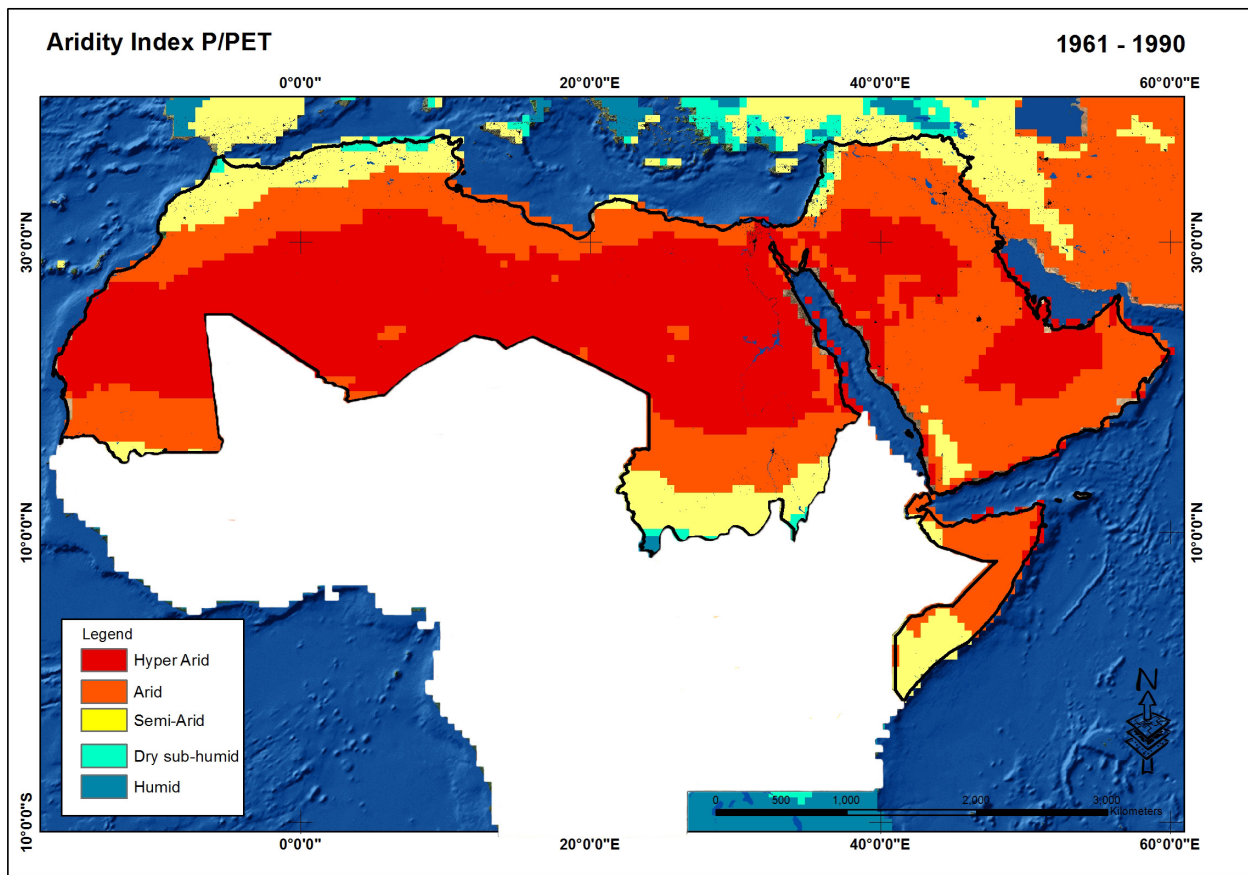 Aridity Index P/PET
1961 - 1990
0°0'0"
20°0'0"E
40°0'0"E
60°0'0"E
30°0'0"N
10°0'0"N
10°0'0"S
30°0'0"N
10°0'0"N
Legend
Hyper Arid
Arid
Semi-Arid
Dry sub-humid
Humid
N
0 500 1,000 2,000 3,000
Kilometers
0°0'0"
20°0'0"E
40°0'0"E
60°0'0"E